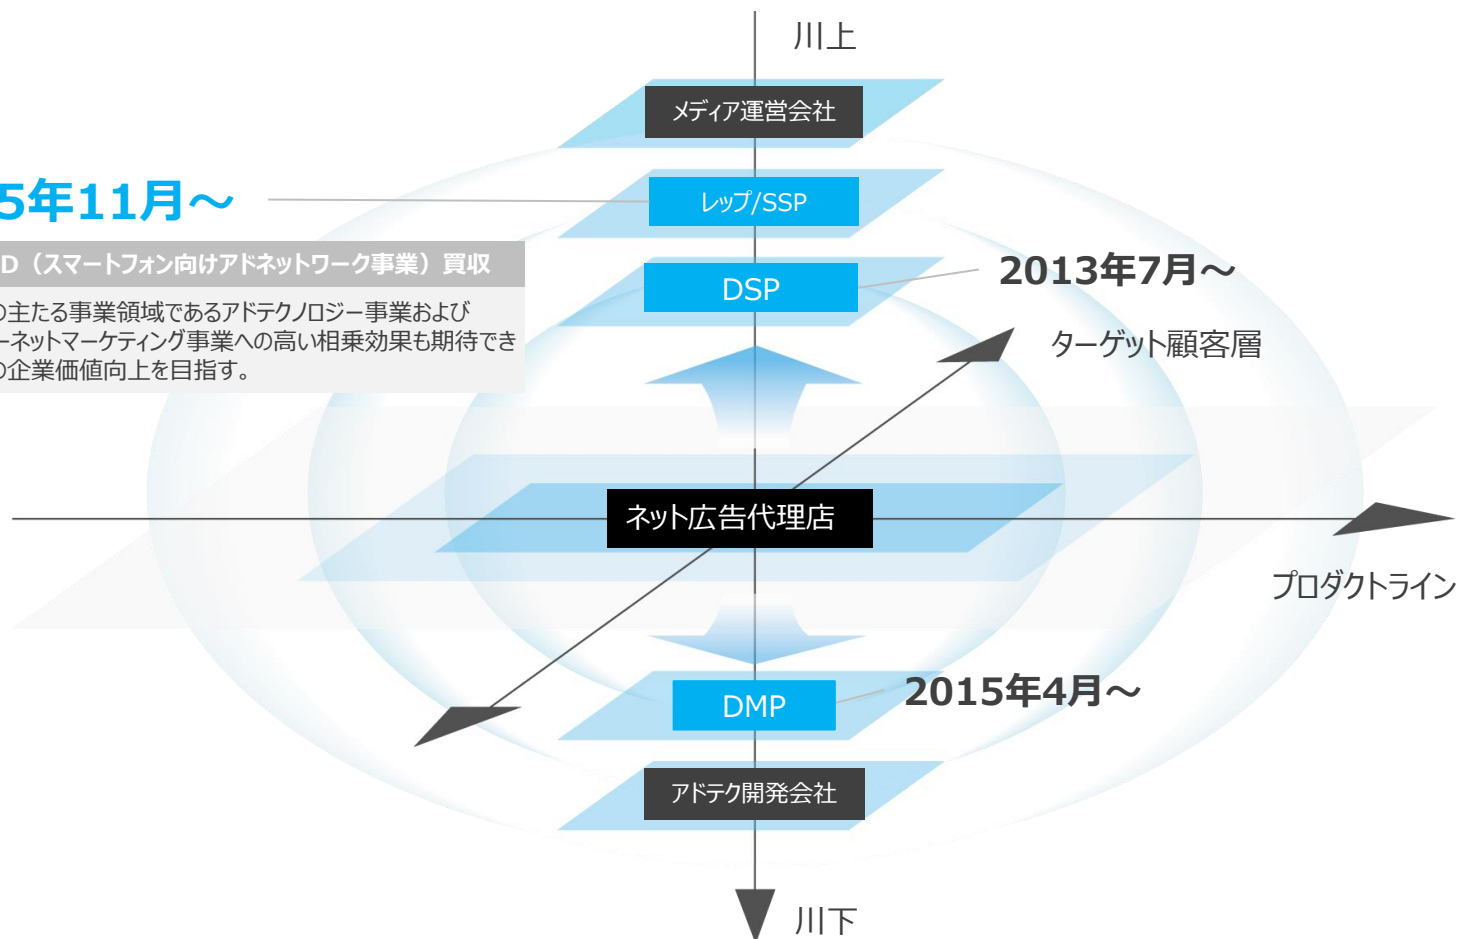 川上
メディア運営会社
5年11月～
レップ/SSP
D（スマートフォン向けアドネットワーク事業）買収
の主たる事業領域であるアドテクノロジー事業および
ーネットマーケティング事業への高い相乗効果も期待でき
の企業価値向上を目指す。
DSP
2013年7月～
ターゲット顧客層
ネット広告代理店
プロダクトライン
DMP
2015年4月～
アドテク開発会社
川下